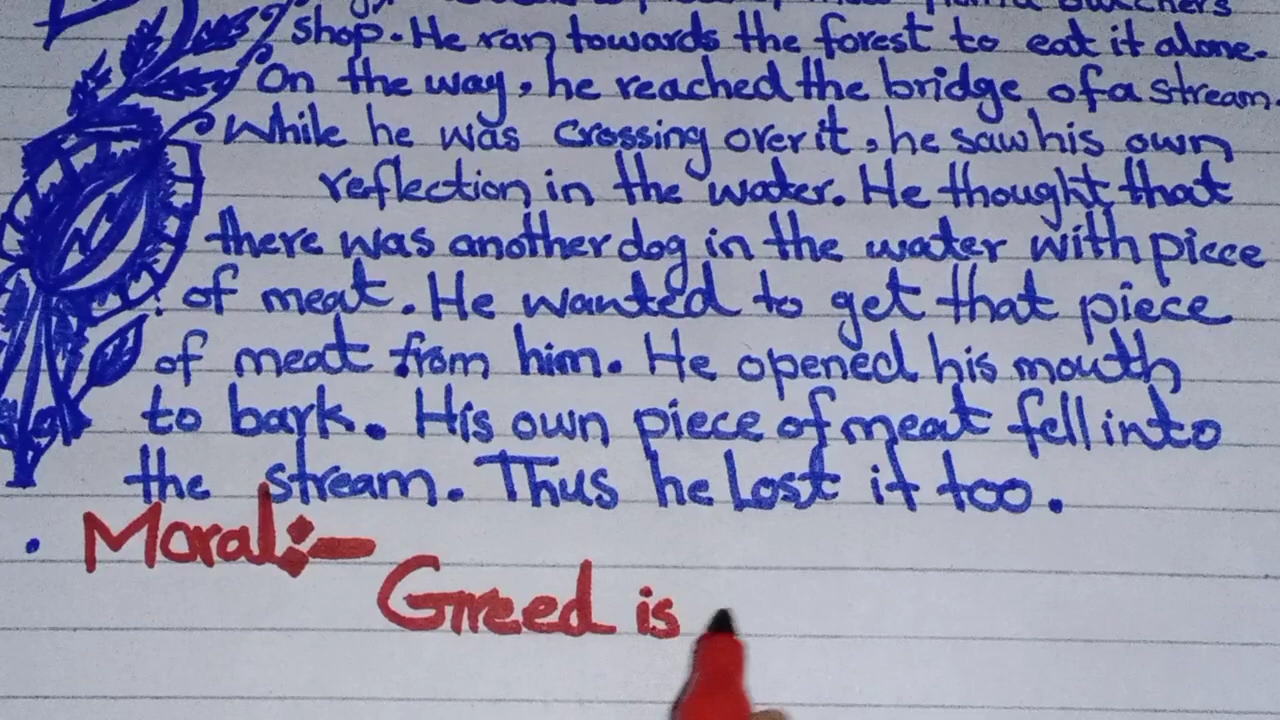 shop. He ran towards the forest to eat it alone.
On the way, he reached the bridge of a stream.
While he was crossing over it, he saw his own
reflection in the water. He thought that
there was another dog in the water with piece
of meat. He wanted to get that piece
of meat from him. He opened his mouth
to bark. His own piece of meat fell into
the stream. Thus he lost it too.
Moral:-
Greed is